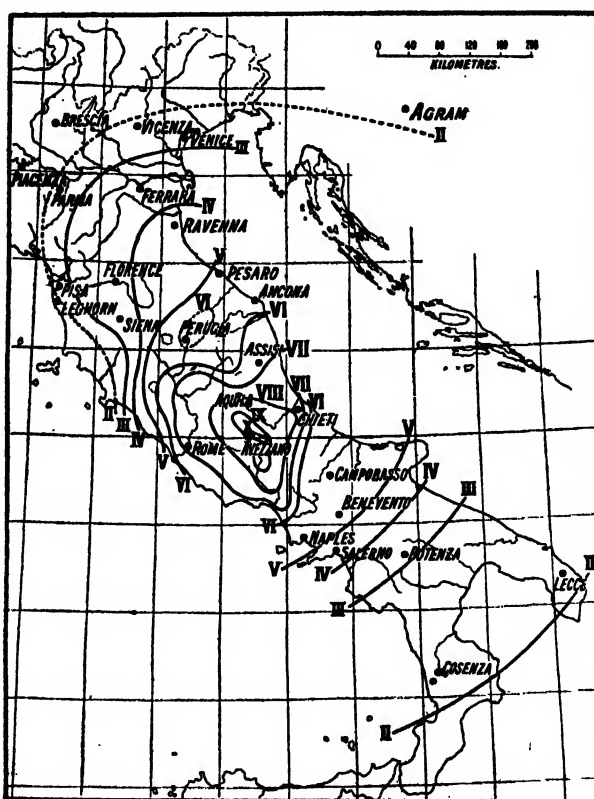 0 40 80 120 160 200
KILOMETRES.
AGRAM
II
BRESCIA
VICENZA
VENICE
III
PIACENZA
PARMA
FERRARA
IV
RAVENNA
V
PESARO
FLORENCE
PISA
LEGHORN
ANCONA
VI
VI
SIENA
PERUGIA
ASSISI
VII
VIII
VII
VI
AQUILA
IX
CHIETI
II
III
IV
ROME
AVEZZANO
V
V
VI
CAMPOBASSO
IV
III
BENEVENTO
VI
NAPLES
SALERNO
POTENZA
V
IV
III
LECCE
II
COSENZA
II